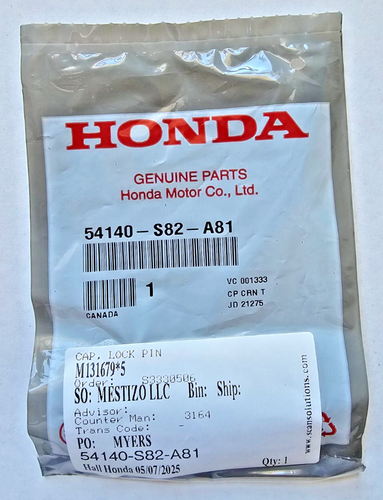 HONDA
GENUINE PARTS
Honda Motor Co., Ltd.
54140-S82-A81
1
VC 001333
CP CRN T
JD 21275
CANADA
CAP, LOCK PIN
M131679*5
Order: S3330506
SO: MESTIZO LLC Bin: Ship:
Advisor:
Counter Man: 3164
Trans Code: -
PO: MYERS
54140-S82-A81
Hall Honda 05/07/2025
Qty: 1
www.scansolutions.com